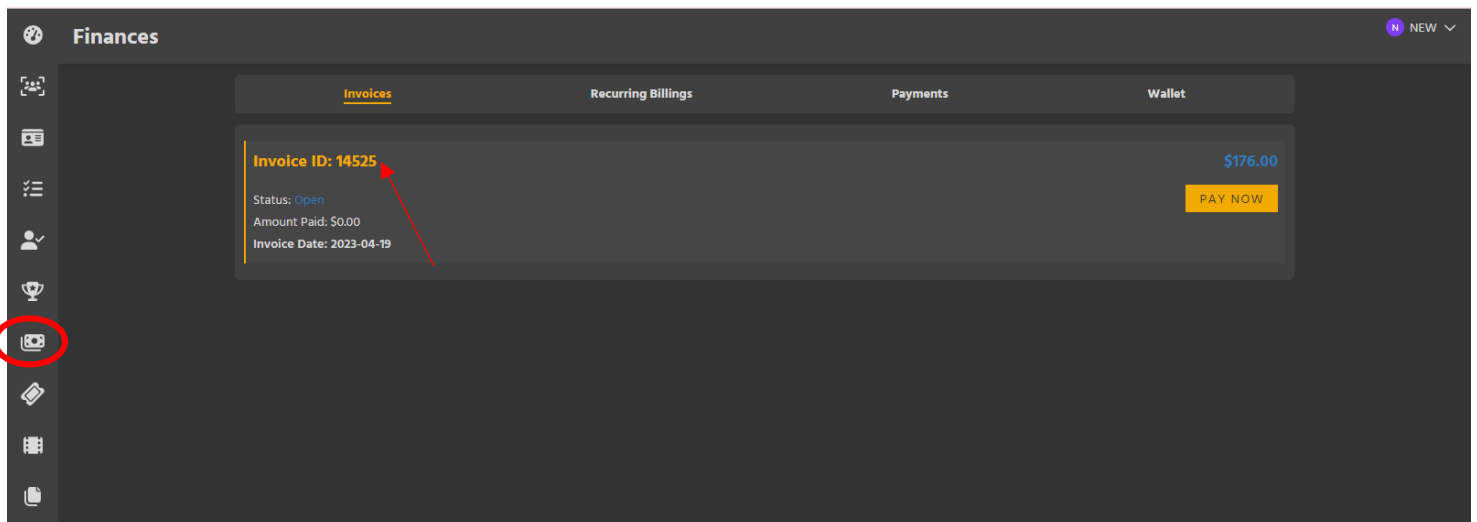 Finances
N NEW
Invoices Recurring Billings Payments Wallet
Invoice ID: 14525 $176.00
Status: Open PAY NOW
Amount Paid: $0.00
Invoice Date: 2023-04-19